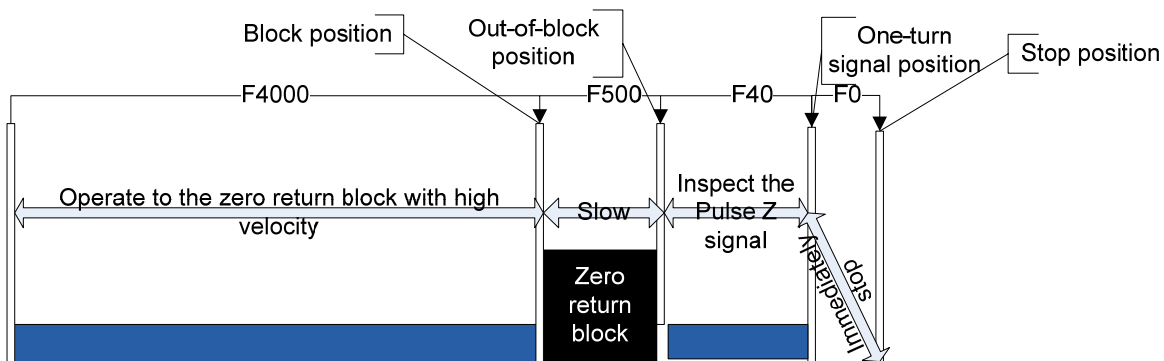 Block position
Out-of-block
position
One-turn
signal position
Stop position
F4000
F500
F40
F0
Operate to the zero return block with high
velocity
Slow
Inspect the
Pulse Z
signal
Immediately
stop
Zero
return
block